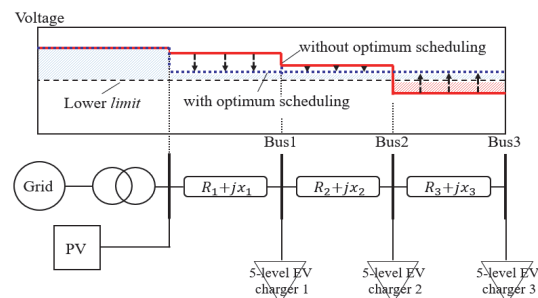 Voltage
without optimum scheduling
Lower limit
with optimum scheduling
Bus1
Bus2
Bus3
Grid
R₁+jx₁
R₂+jx₂
R₃+jx₃
PV
5-level EV
charger 1
5-level EV
charger 2
5-level EV
charger 3